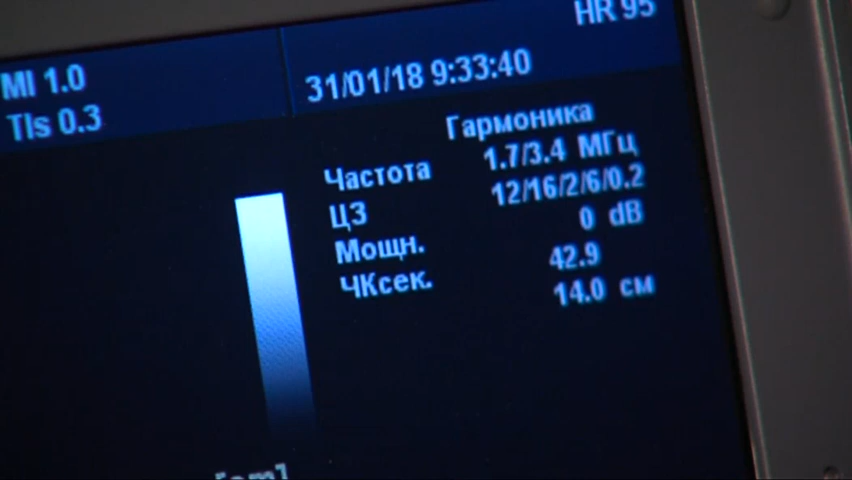 HR 95
MI 1.0
TIs 0.3
31/01/18 9:33:40
Гармоника
Частота 1.7/3.4 МГц
ЦЗ 12/16/2/6/0.2
Мощн. 0 dB
ЧКсек. 42.9
14.0 см